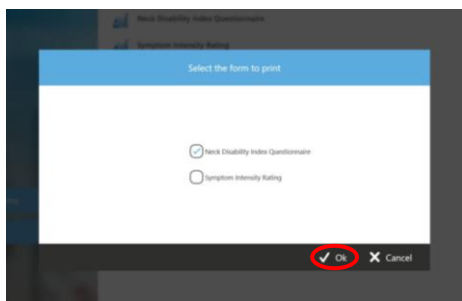 Neck Disability Index Questionnaire
Symptom Intensity Rating
Select the form to print
Neck Disability Index Questionnaire
Symptom Intensity Rating
Ok
Cancel